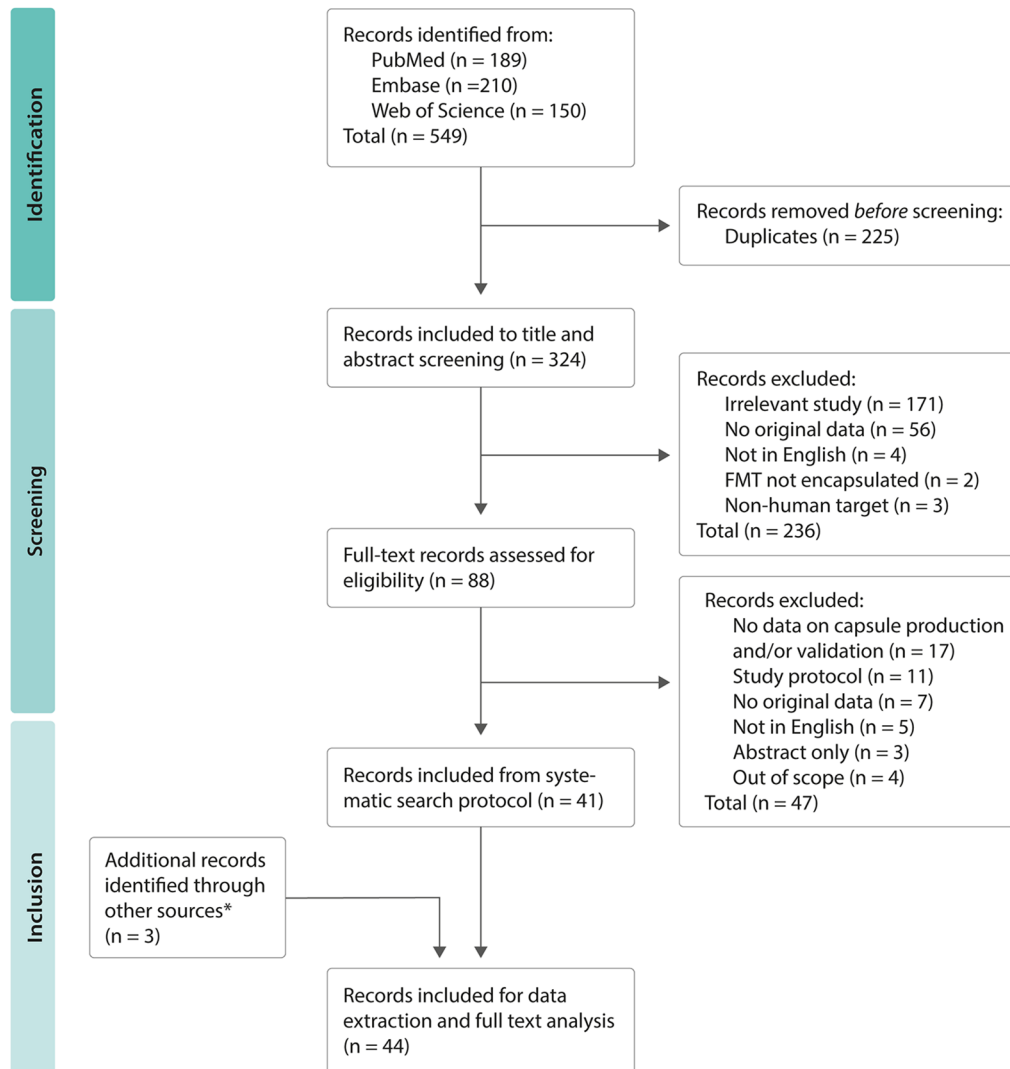 Identification
Records identified from:
PubMed (n = 189)
Embase (n =210)
Web of Science (n = 150)
Total (n = 549)
Records removed before screening:
Duplicates (n = 225)
Screening
Records included to title and
abstract screening (n = 324)
Records excluded:
Irrelevant study (n = 171)
No original data (n = 56)
Not in English (n = 4)
FMT not encapsulated (n = 2)
Non-human target (n = 3)
Total (n = 236)
Full-text records assessed for
eligibility (n = 88)
Records excluded:
No data on capsule production
and/or validation (n = 17)
Study protocol (n = 11)
No original data (n = 7)
Not in English (n = 5)
Abstract only (n = 3)
Out of scope (n = 4)
Total (n = 47)
Inclusion
Records included from syste-
matic search protocol (n = 41)
Additional records
identified through
other sources*
(n = 3)
Records included for data
extraction and full text analysis
(n = 44)